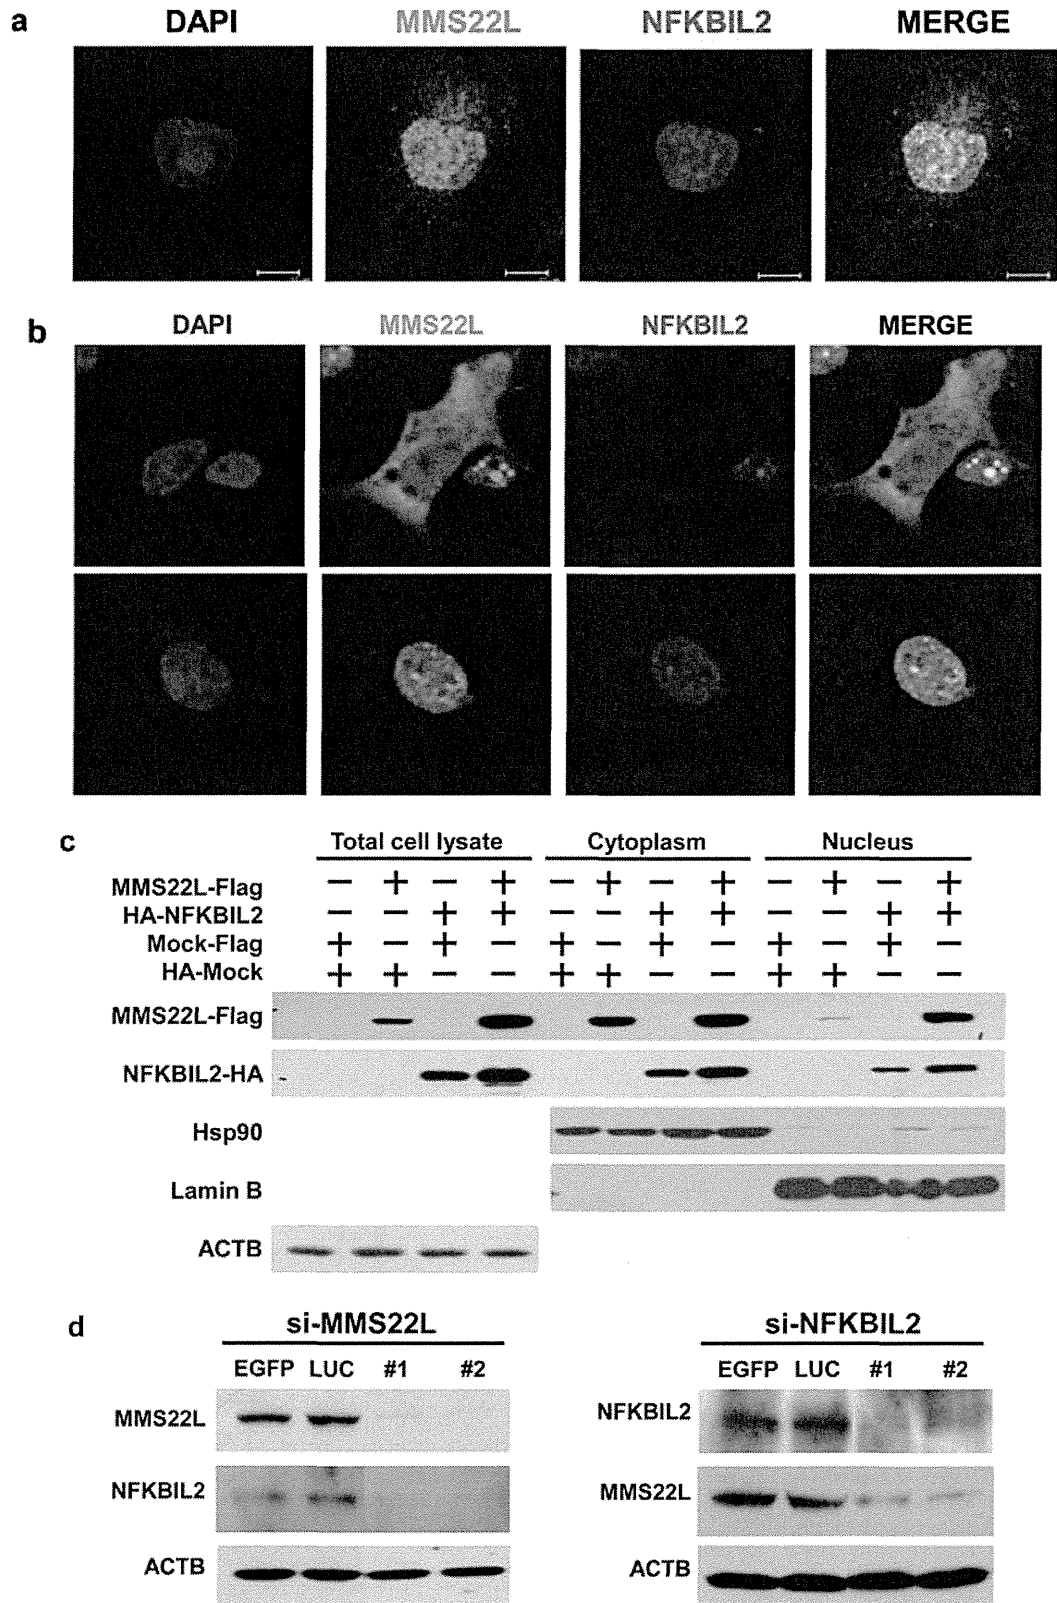 a
DAPI MMS22L NFKBIL2 MERGE
b
DAPI MMS22L NFKBIL2 MERGE
c
Total cell lysate Cytoplasm Nucleus
MMS22L-Flag − + − + − + − + − + − +
HA-NFKBIL2 − − + + − − + + − − + +
Mock-Flag + − + − + − + − + − + −
HA-Mock + + − − + + − − + + − −
MMS22L-Flag
NFKBIL2-HA
Hsp90
Lamin B
ACTB
d
si-MMS22L
EGFP LUC #1 #2
MMS22L
NFKBIL2
ACTB
si-NFKBIL2
EGFP LUC #1 #2
NFKBIL2
MMS22L
ACTB